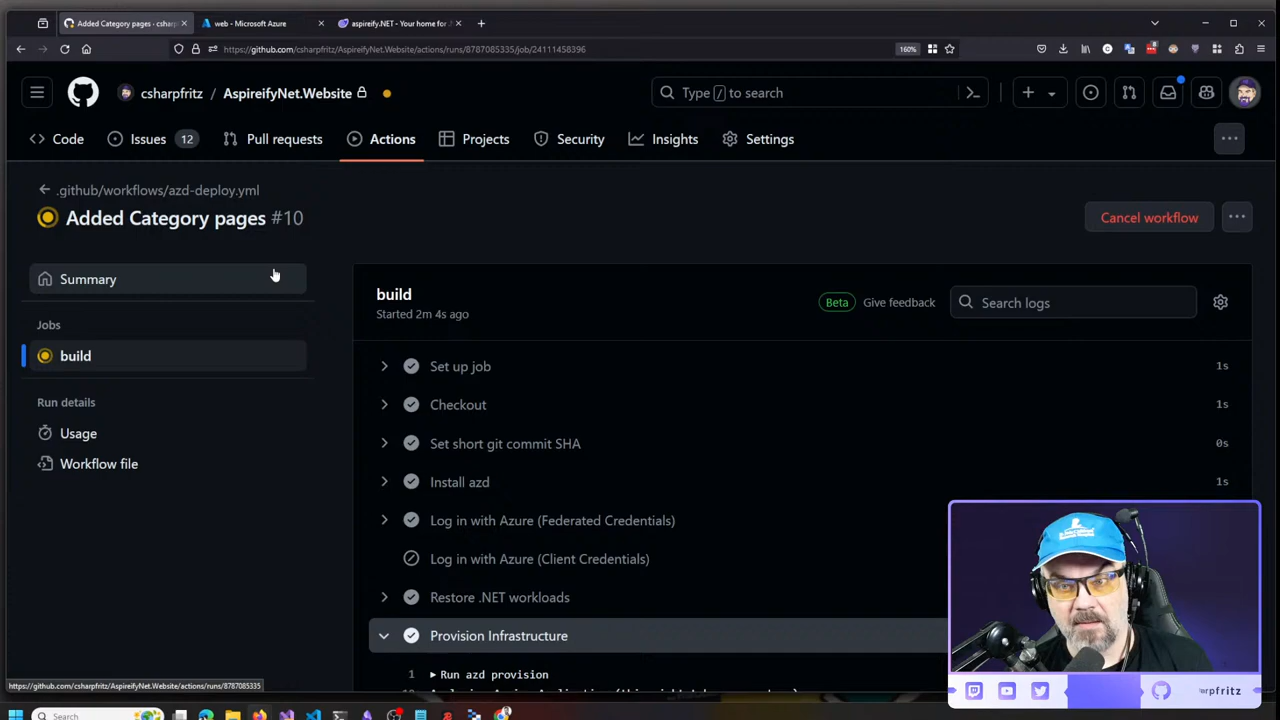 Added Category pages · csharp
web - Microsoft Azure
aspireify.NET - Your home for
https://github.com/csharpfritz/AspireifyNet.Website/actions/runs/8787085335/job/24111458396
160%
csharpfritz / AspireifyNet.Website
Type / to search
Code
Issues 12
Pull requests
Actions
Projects
Security
Insights
Settings
.github/workflows/azd-deploy.yml
Added Category pages #10
Cancel workflow
Summary
Jobs
build
Run details
Usage
Workflow file
build
Started 2m 4s ago
Beta Give feedback
Search logs
Set up job 1s
Checkout 1s
Set short git commit SHA 0s
Install azd 1s
Log in with Azure (Federated Credentials)
Log in with Azure (Client Credentials)
Restore .NET workloads
Provision Infrastructure
1 Run azd provision
https://github.com/csharpfritz/AspireifyNet.Website/actions/runs/8787085335
rpfritz
Search